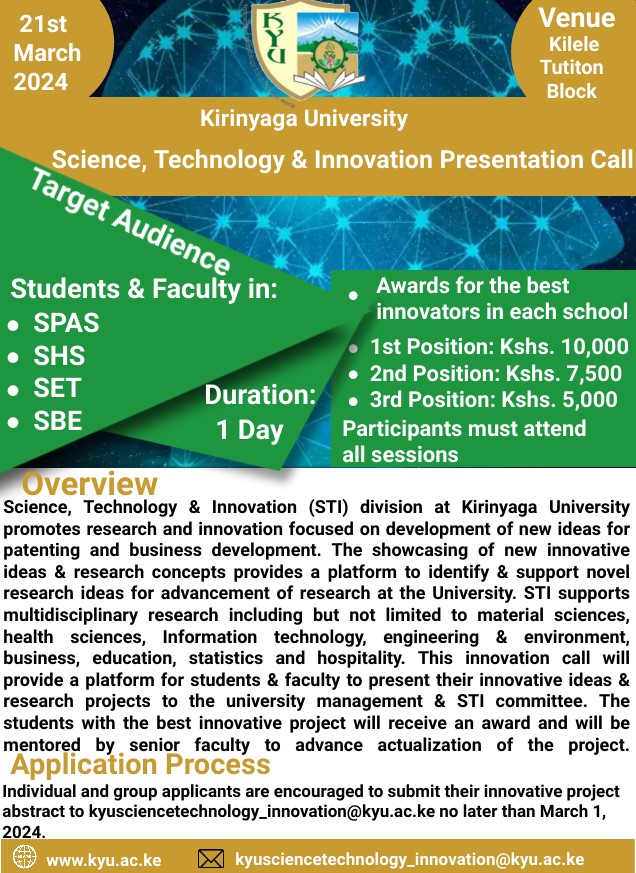 21st
March
2024
KyU
Venue
Kilele
Tutiton
Block
Kirinyaga University
Science, Technology & Innovation Presentation Call
Target Audience
Students & Faculty in:
● SPAS
● SHS
● SET
● SBE
Duration:
1 Day
● Awards for the best
innovators in each school
● 1st Position: Kshs. 10,000
● 2nd Position: Kshs. 7,500
● 3rd Position: Kshs. 5,000
Participants must attend
all sessions
Overview
Science, Technology & Innovation (STI) division at Kirinyaga University
promotes research and innovation focused on development of new ideas for
patenting and business development. The showcasing of new innovative
ideas & research concepts provides a platform to identify & support novel
research ideas for advancement of research at the University. STI supports
multidisciplinary research including but not limited to material sciences,
health sciences, Information technology, engineering & environment,
business, education, statistics and hospitality. This innovation call will
provide a platform for students & faculty to present their innovative ideas &
research projects to the university management & STI committee. The
students with the best innovative project will receive an award and will be
mentored by senior faculty to advance actualization of the project.
Application Process
Individual and group applicants are encouraged to submit their innovative project
abstract to kyusciencetechnology_innovation@kyu.ac.ke no later than March 1,
2024.
www.kyu.ac.ke
kyusciencetechnology_innovation@kyu.ac.ke